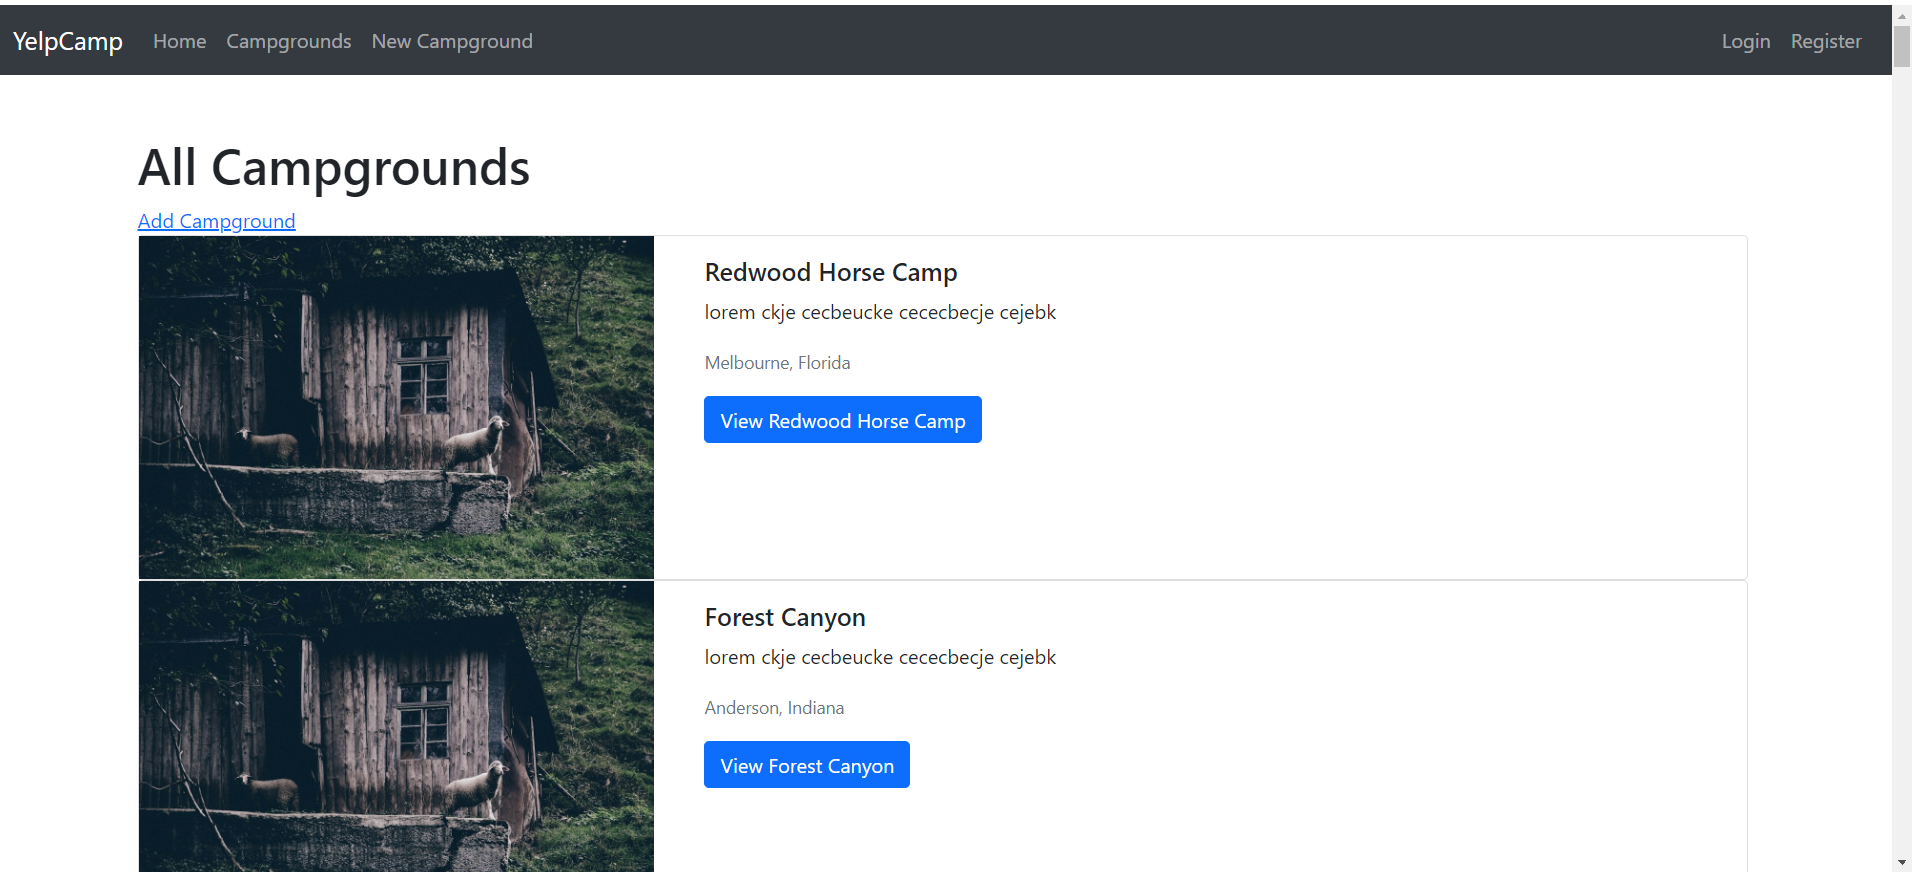 YelpCamp Home Campgrounds New Campground Login Register
All Campgrounds
Add Campground
Redwood Horse Camp
lorem ckje cecbeucke cececbecje cejebk
Melbourne, Florida
View Redwood Horse Camp
Forest Canyon
lorem ckje cecbeucke cececbecje cejebk
Anderson, Indiana
View Forest Canyon